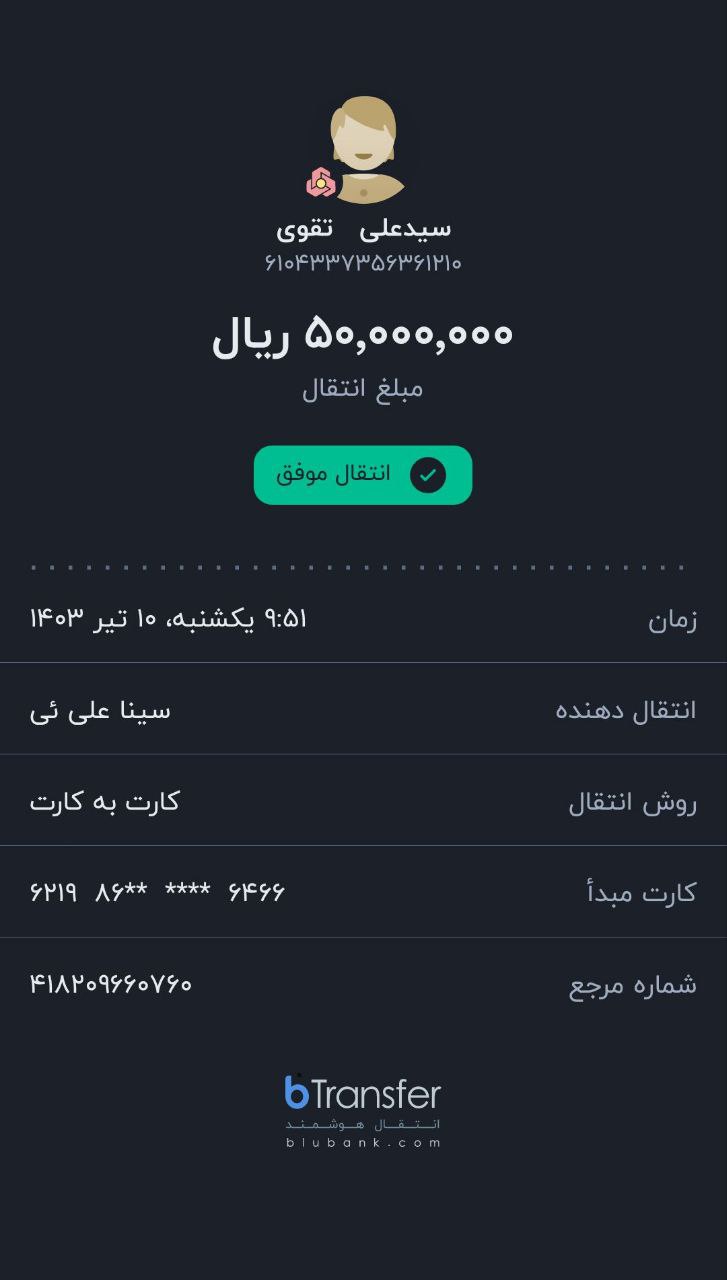 سیدعلی تقوی
۶۱۰۴۳۳۷۳۵۶۳۶۱۲۱۰
۵۰,۰۰۰,۰۰۰ ریال
مبلغ انتقال
انتقال موفق
زمان ۹:۵۱ یکشنبه، ۱۰ تیر ۱۴۰۳
انتقال دهنده سینا علی ئی
روش انتقال کارت به کارت
کارت مبدأ ۶۲۱۹ ۸۶** **** ۶۴۶۶
شماره مرجع ۴۱۸۲۰۹۶۶۰۷۶۰
bTransfer
انـتـقـال هـوشـمـنـد
blubank.com